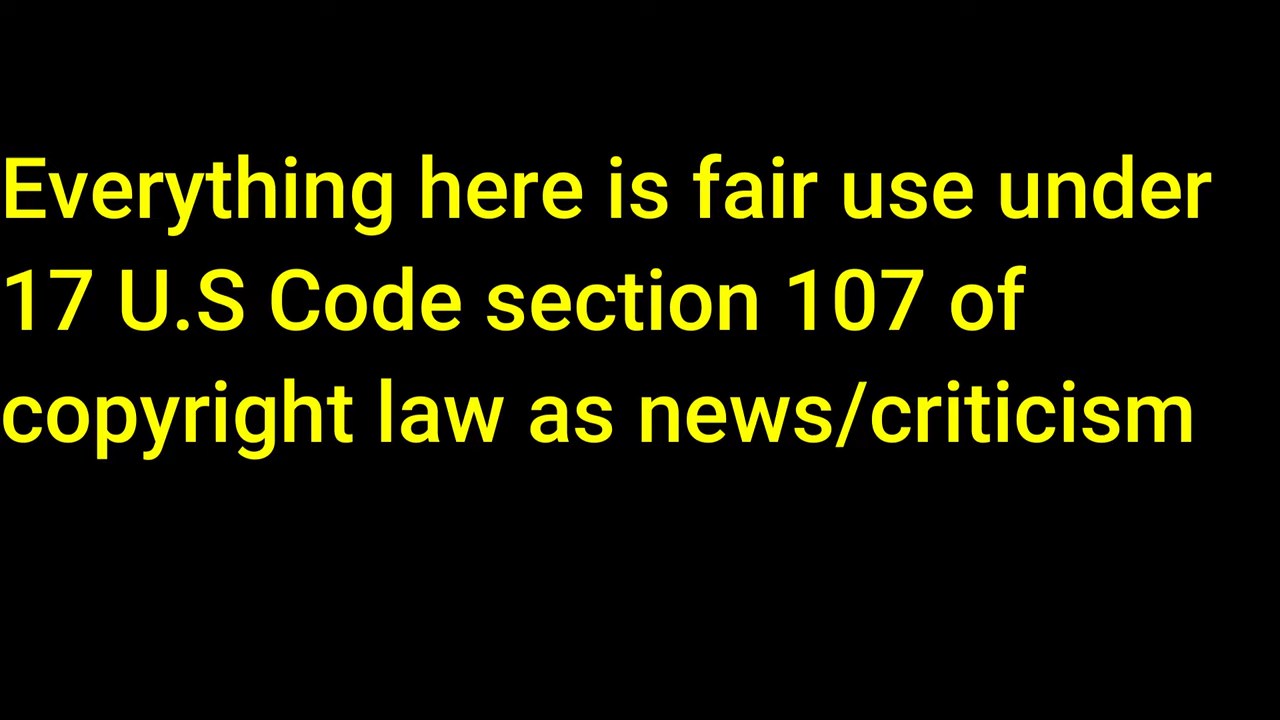 Everything here is fair use under
17 U.S Code section 107 of
copyright law as news/criticism